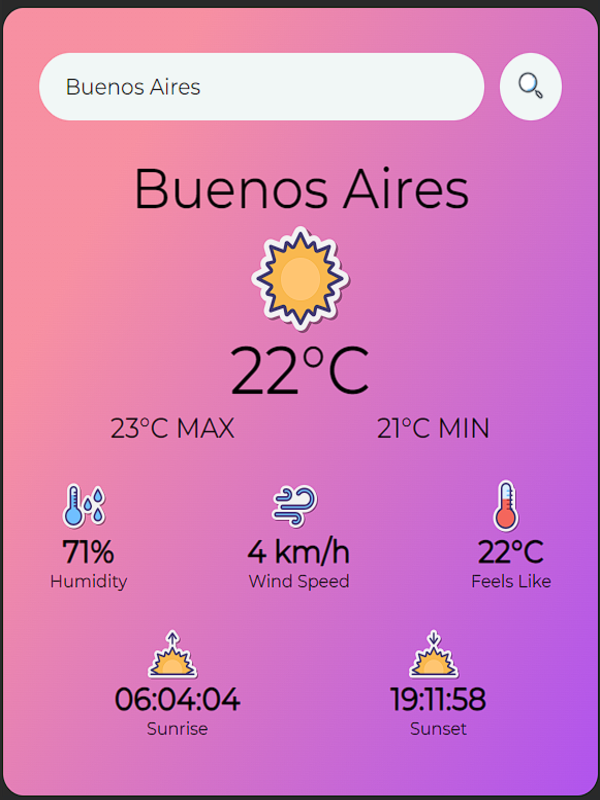 Buenos Aires
Buenos Aires
22°C
23°C MAX 21°C MIN
71% 4 km/h 22°C
Humidity Wind Speed Feels Like
06:04:04 19:11:58
Sunrise Sunset